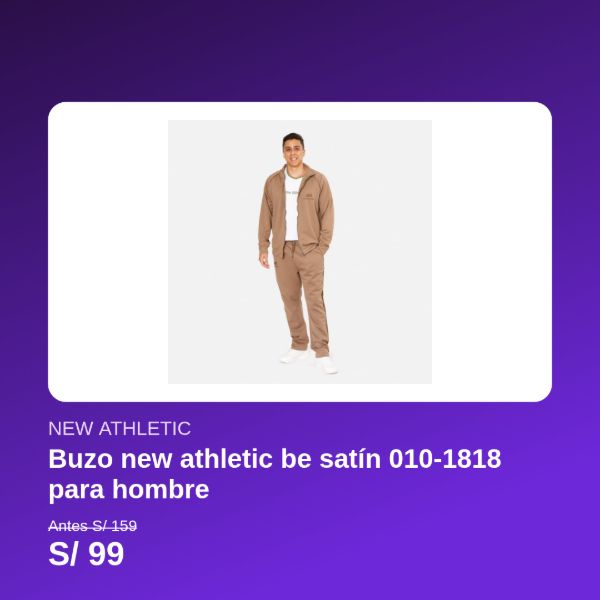 NEW ATHLETIC
Buzo new athletic be satín 010-1818
para hombre
Antes S/ 159
S/ 99